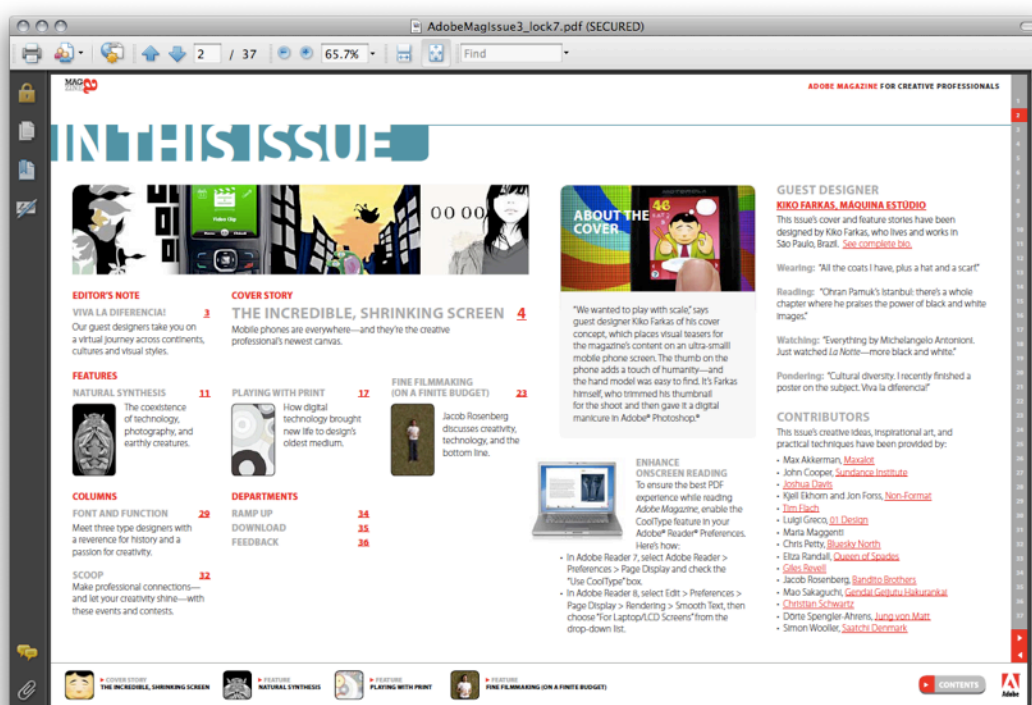 AdobeMagIssue3_lock7.pdf (SECURED)
2 / 37 65.7% Find
MAG
ADOBE MAGAZINE FOR CREATIVE PROFESSIONALS
IN THIS ISSUE
Video Clip
00 00
EDITOR'S NOTE
VIVA LA DIFERENCIA! 3
Our guest designers take you on
a virtual journey across continents,
cultures and visual styles.
COVER STORY
THE INCREDIBLE, SHRINKING SCREEN 4
Mobile phones are everywhere—and they're the creative
professional's newest canvas.
FEATURES
NATURAL SYNTHESIS 11
The coexistence
of technology,
photography, and
earthly creatures.
PLAYING WITH PRINT 17
How digital
technology brought
new life to design's
oldest medium.
FINE FILMMAKING
(ON A FINITE BUDGET) 23
Jacob Rosenberg
discusses creativity,
technology, and the
bottom line.
COLUMNS
FONT AND FUNCTION 29
Meet three type designers with
a reverence for history and a
passion for creativity.
SCOOP 32
Make professional connections—
and let your creativity shine—with
these events and contests.
DEPARTMENTS
RAMP UP 34
DOWNLOAD 35
FEEDBACK 36
ABOUT THE
COVER
46
"We wanted to play with scale," says
guest designer Kiko Farkas of his cover
concept, which places visual teasers for
the magazine's content on an ultra-smalll
mobile phone screen. The thumb on the
phone adds a touch of humanity—and
the hand model was easy to find. It's Farkas
himself, who trimmed his thumbnail
for the shoot and then gave it a digital
manicure in Adobe® Photoshop.®
ENHANCE
ONSCREEN READING
To ensure the best PDF
experience while reading
Adobe Magazine, enable the
CoolType feature in your
Adobe® Reader® Preferences.
Here's how:
• In Adobe Reader 7, select Adobe Reader >
Preferences > Page Display and check the
"Use CoolType" box.
• In Adobe Reader 8, select Edit > Preferences >
Page Display > Rendering > Smooth Text, then
choose "For Laptop/LCD Screens" from the
drop-down list.
GUEST DESIGNER
KIKO FARKAS, MÁQUINA ESTÚDIO
This issue's cover and feature stories have been
designed by Kiko Farkas, who lives and works in
São Paulo, Brazil. See complete bio.
Wearing: "All the coats I have, plus a hat and a scarf."
Reading: "Ohran Pamuk's Istanbul: there's a whole
chapter where he praises the power of black and white
images."
Watching: "Everything by Michelangelo Antonioni.
Just watched La Notte—more black and white."
Pondering: "Cultural diversity. I recently finished a
poster on the subject. Viva la diferencia!"
CONTRIBUTORS
This issue's creative ideas, inspirational art, and
practical techniques have been provided by:
• Max Akkerman, Maxalot
• John Cooper, Sundance Institute
• Joshua Davis
• Kjell Ekhorn and Jon Forss, Non-Format
• Tim Flach
• Luigi Greco, 01 Design
• Maria Maggenti
• Chris Petty, Bluesky North
• Eliza Randall, Queen of Spades
• Giles Revell
• Jacob Rosenberg, Bandito Brothers
• Mao Sakaguchi, Gendai Geijutu Hakurankai
• Christian Schwartz
• Dörte Spengler-Ahrens, Jung von Matt
• Simon Wooller, Saatchi Denmark
COVER STORY
THE INCREDIBLE, SHRINKING SCREEN
FEATURE
NATURAL SYNTHESIS
FEATURE
PLAYING WITH PRINT
FEATURE
FINE FILMMAKING (ON A FINITE BUDGET)
CONTENTS
Adobe